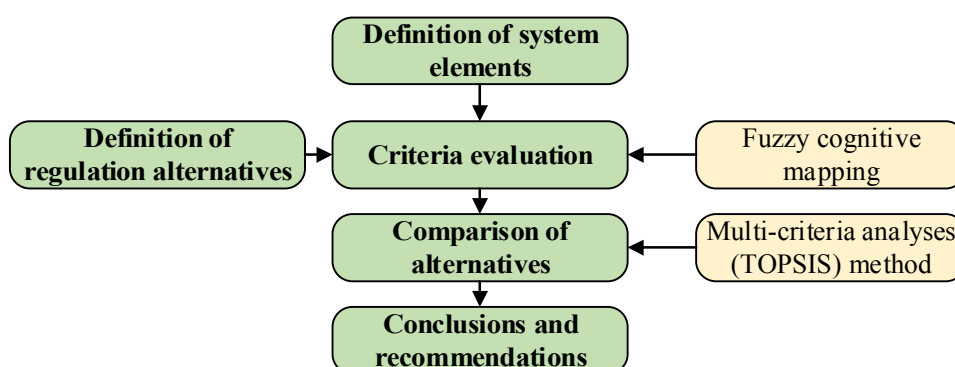 Definition of system
elements
Definition of
regulation alternatives
Criteria evaluation
Fuzzy cognitive
mapping
Comparison of
alternatives
Multi-criteria analyses
(TOPSIS) method
Conclusions and
recommendations